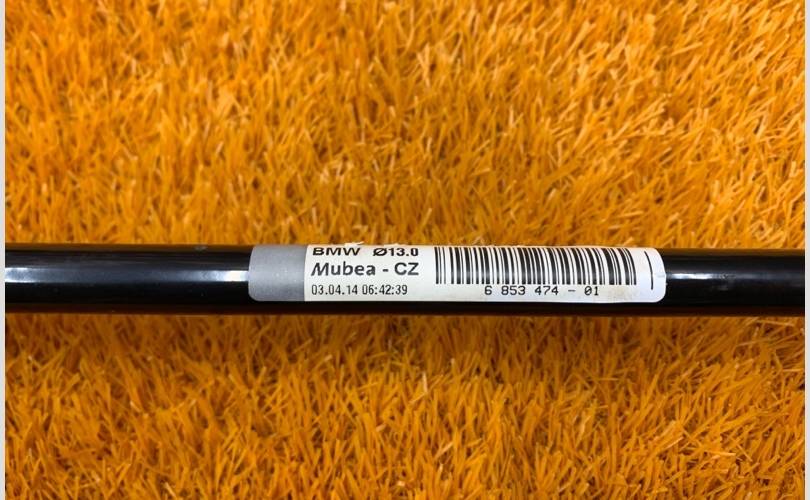 BMW Ø13.0
Mubea - CZ
03.04.14 06:42:39
6 853 474 - 01